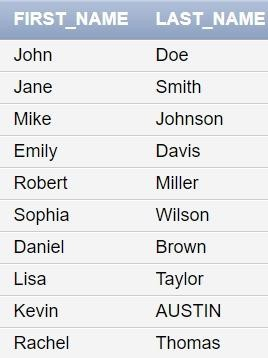 FIRST_NAME LAST_NAME
John Doe
Jane Smith
Mike Johnson
Emily Davis
Robert Miller
Sophia Wilson
Daniel Brown
Lisa Taylor
Kevin AUSTIN
Rachel Thomas